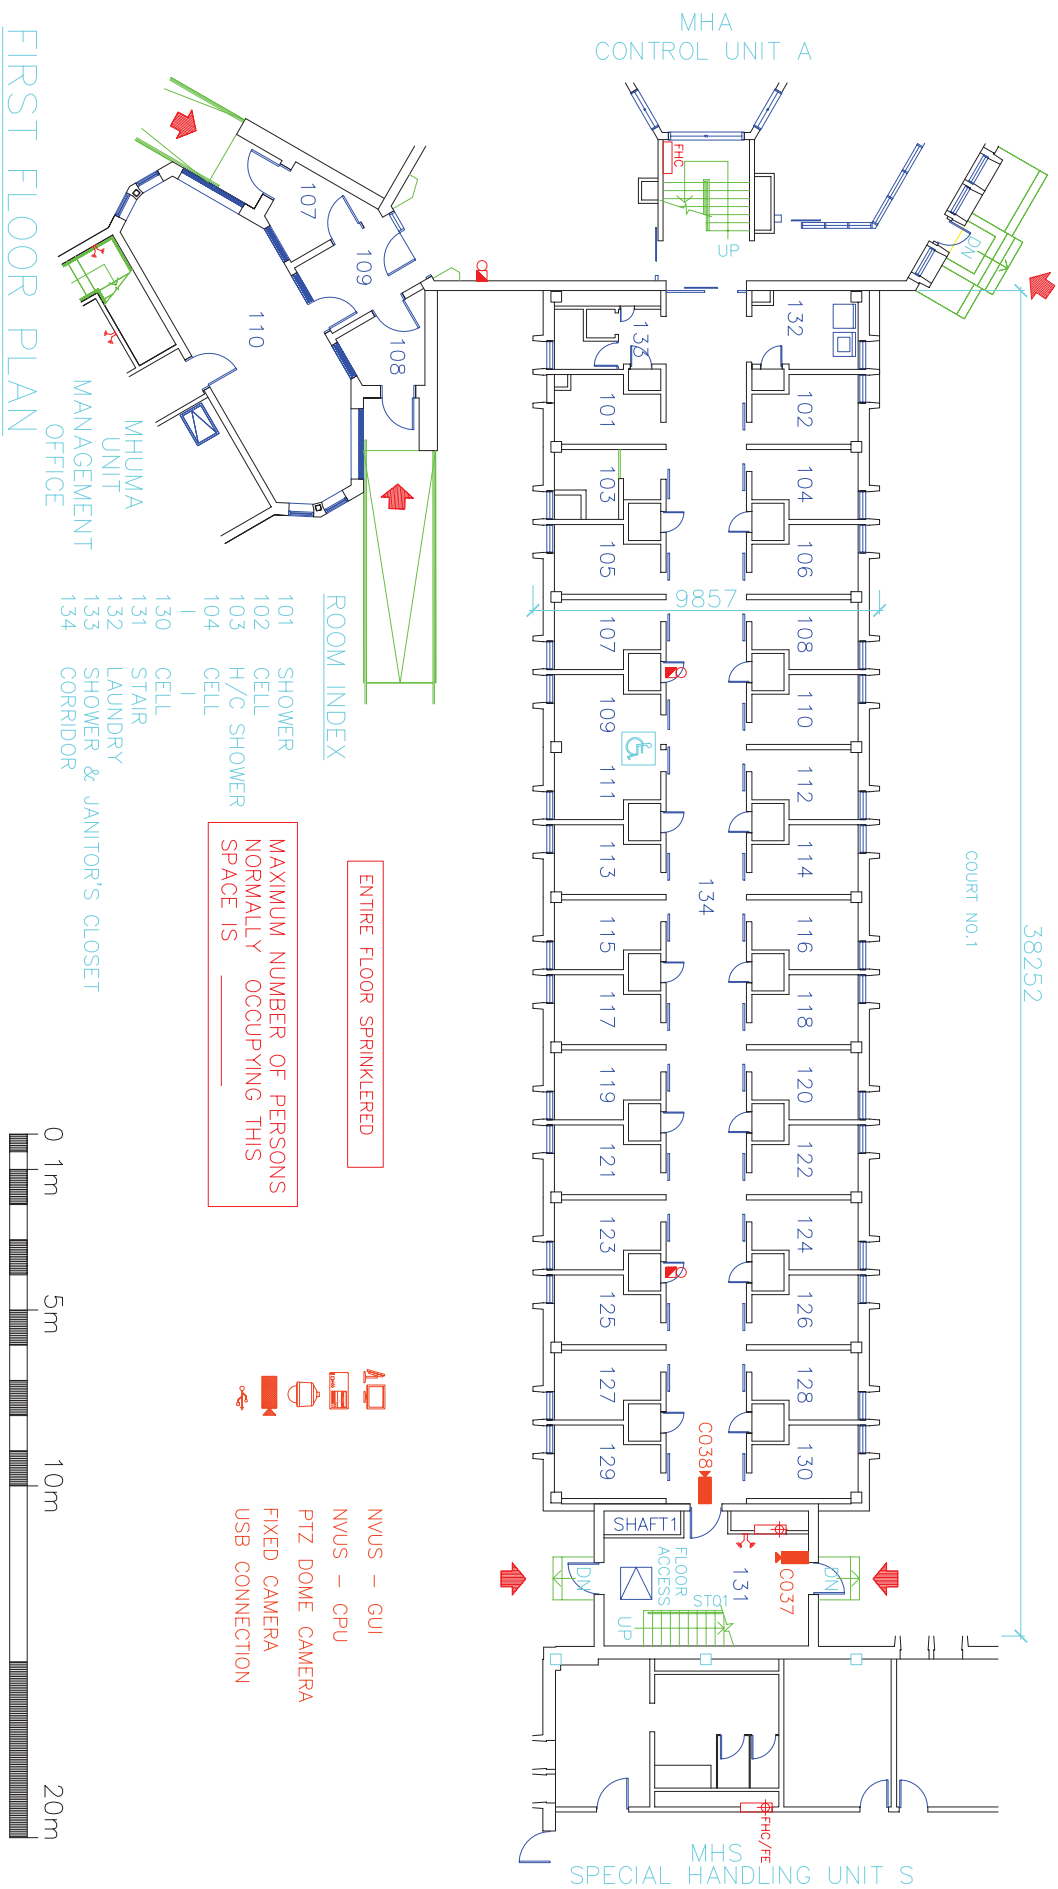 MHA
CONTROL UNIT A
FHC
UP
DN
FIRST FLOOR PLAN
107
109
108
110
MHUMA
UNIT
MANAGEMENT
OFFICE
133
132
101
102
103
104
105
106
9857
107
108
109
110
111
112
113
114
134
115
116
117
118
119
120
121
122
123
124
125
126
127
128
129
130
COURT NO.1
38252
ROOM INDEX
101 SHOWER
102 CELL
103 H/C SHOWER
104 CELL
| |
130 CELL
131 STAIR
132 LAUNDRY
133 SHOWER & JANITOR'S CLOSET
134 CORRIDOR
ENTIRE FLOOR SPRINKLERED
MAXIMUM NUMBER OF PERSONS
NORMALLY OCCUPYING THIS
SPACE IS ______
C038
SHAFT1
FLOOR
ACCESS
131
C037
DN
DN
ST01
UP
NVUS - GUI
NVUS - CPU
PTZ DOME CAMERA
FIXED CAMERA
USB CONNECTION
0 1m 5m 10m 20m
FHC/FE
MHS
SPECIAL HANDLING UNIT S